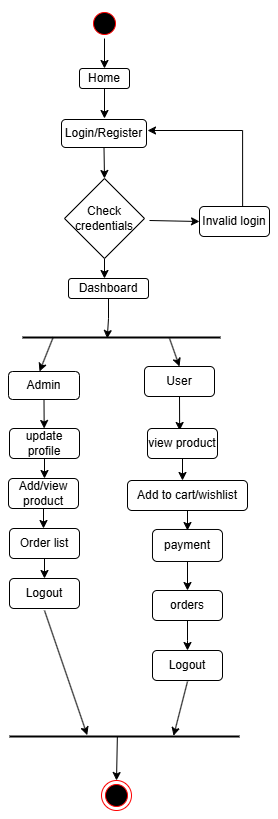 Home
Login/Register
Check
credentials
Invalid login
Dashboard
Admin
update
profile
Add/view
product
Order list
Logout
User
view product
Add to cart/wishlist
payment
orders
Logout